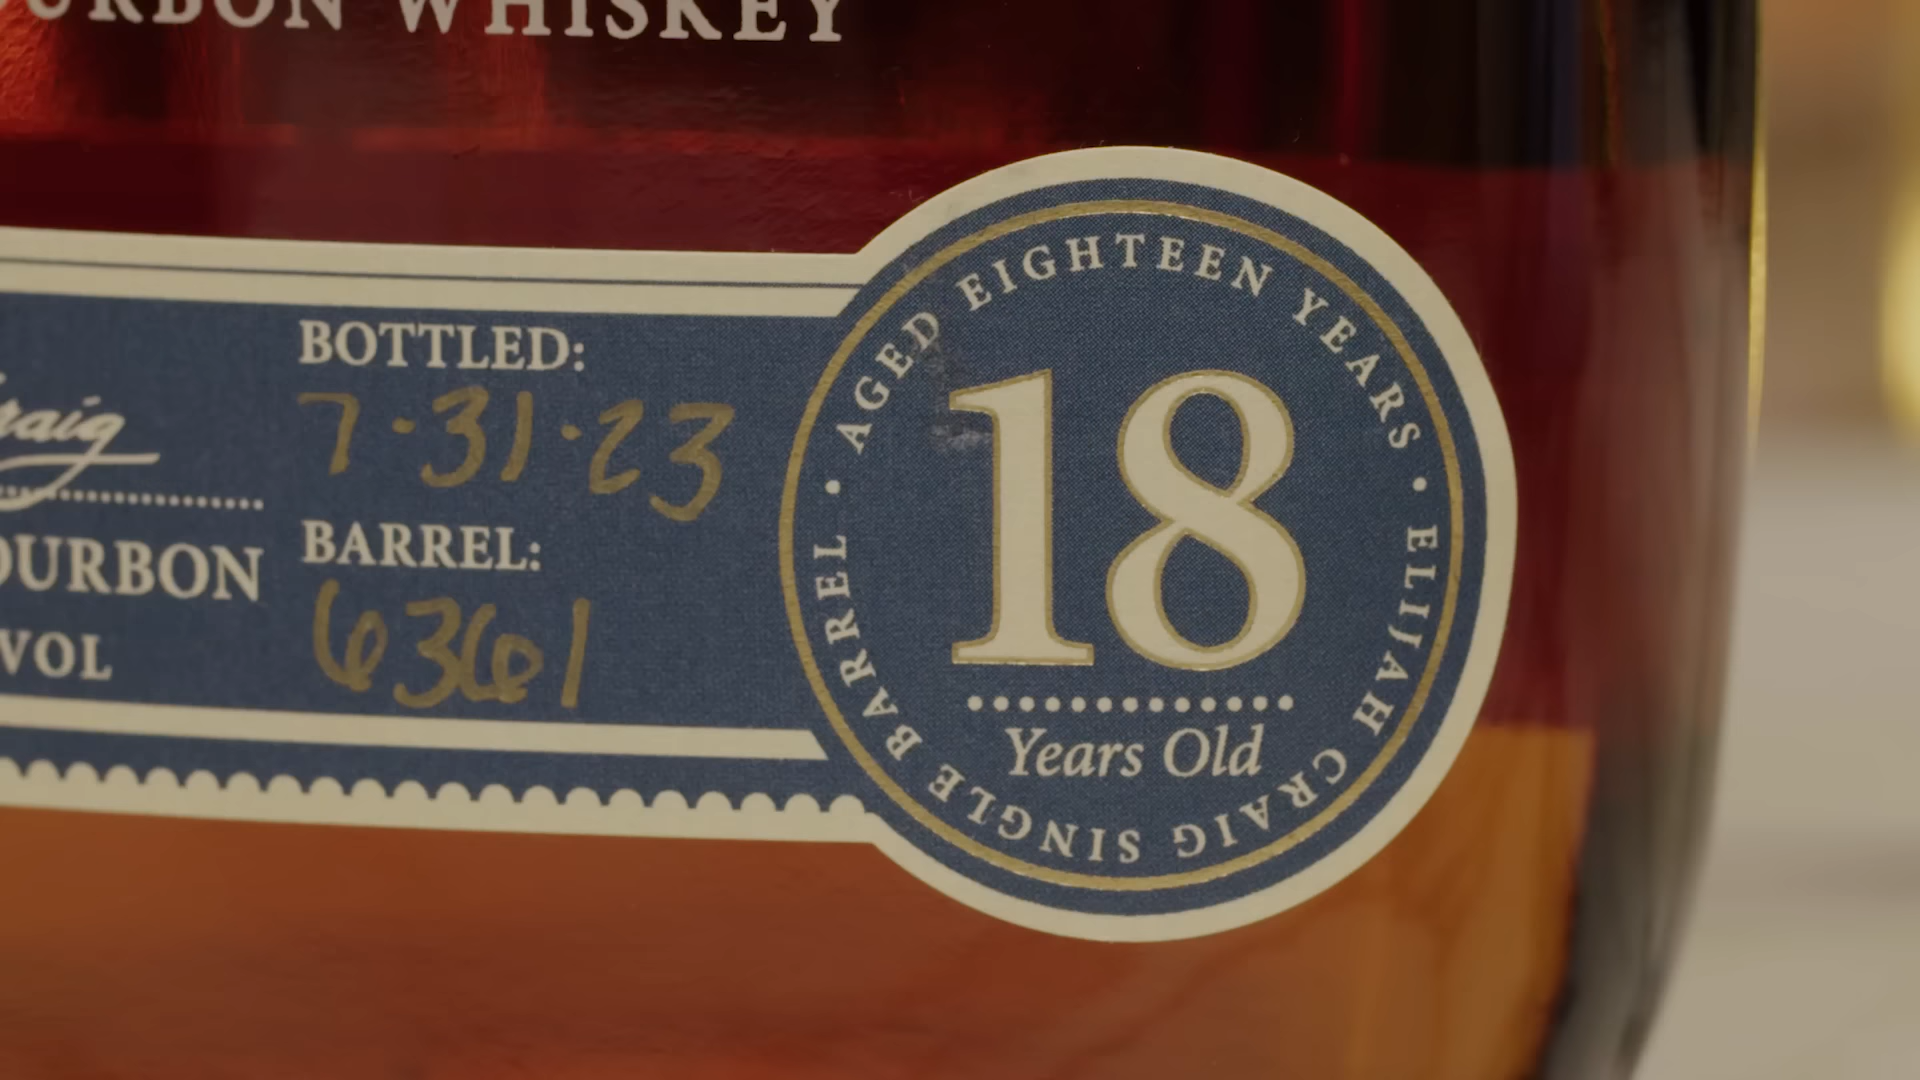 OURBON WHISKEY
raig
OURBON
VOL
BOTTLED:
7·31·23
BARREL:
6361
• AGED EIGHTEEN YEARS • ELIJAH CRAIG SINGLE BARREL
18
Years Old